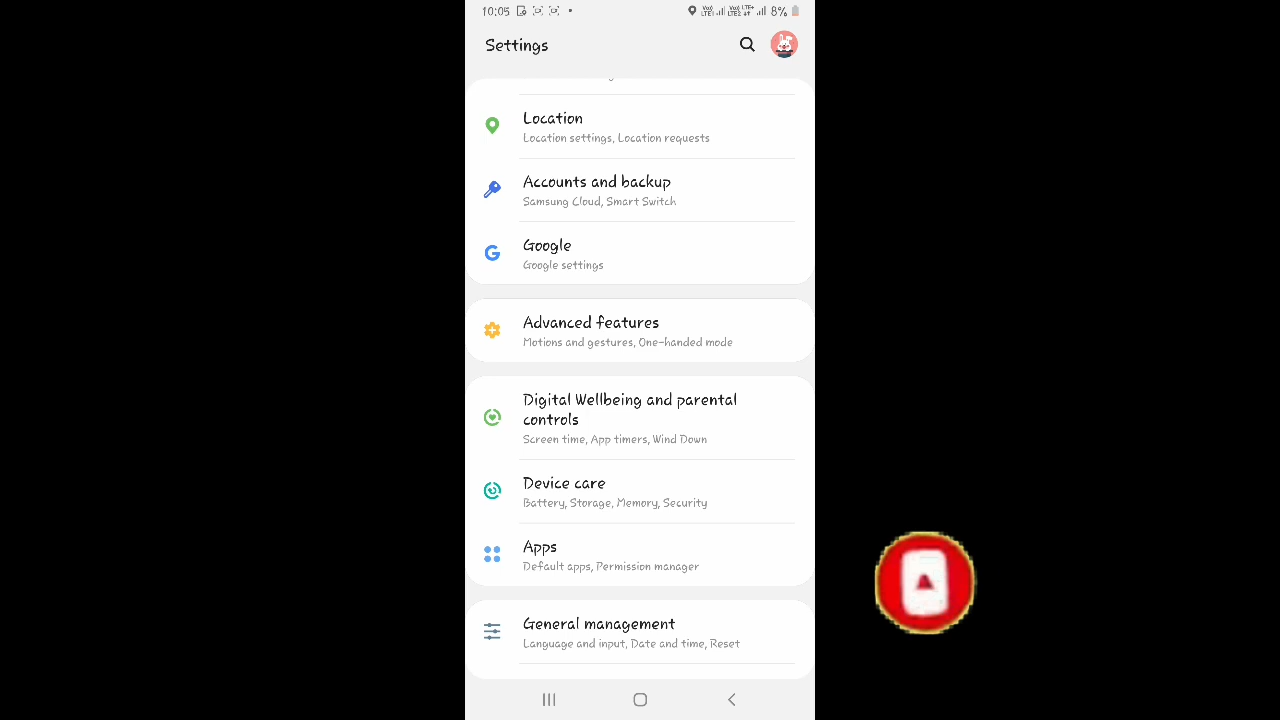 10:05 8%
Settings
Location
Location settings, Location requests
Accounts and backup
Samsung Cloud, Smart Switch
Google
Google settings
Advanced features
Motions and gestures, One-handed mode
Digital Wellbeing and parental
controls
Screen time, App timers, Wind Down
Device care
Battery, Storage, Memory, Security
Apps
Default apps, Permission manager
General management
Language and input, Date and time, Reset